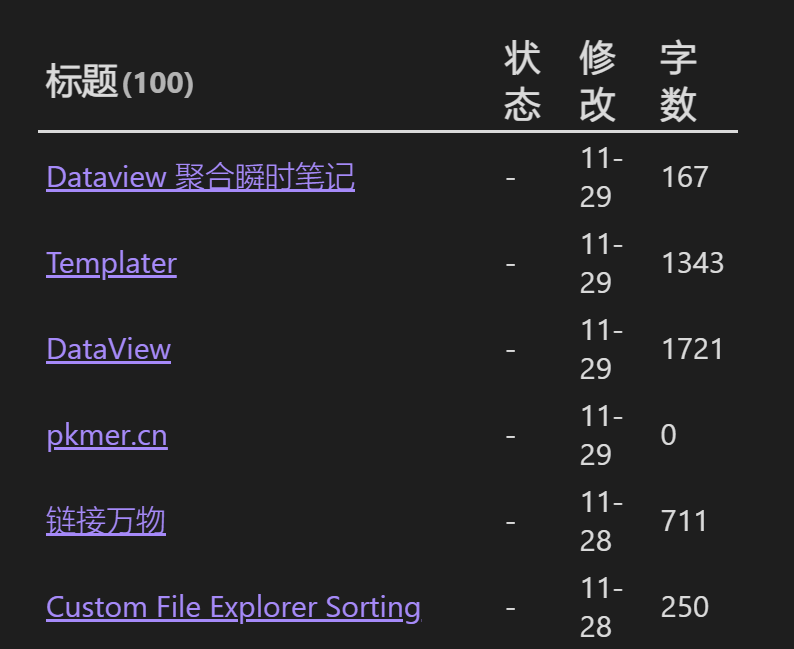 标题(100) 状态 修改 字数
Dataview 聚合瞬时笔记 - 11-29 167
Templater - 11-29 1343
DataView - 11-29 1721
pkmer.cn - 11-29 0
链接万物 - 11-28 711
Custom File Explorer Sorting - 11-28 250